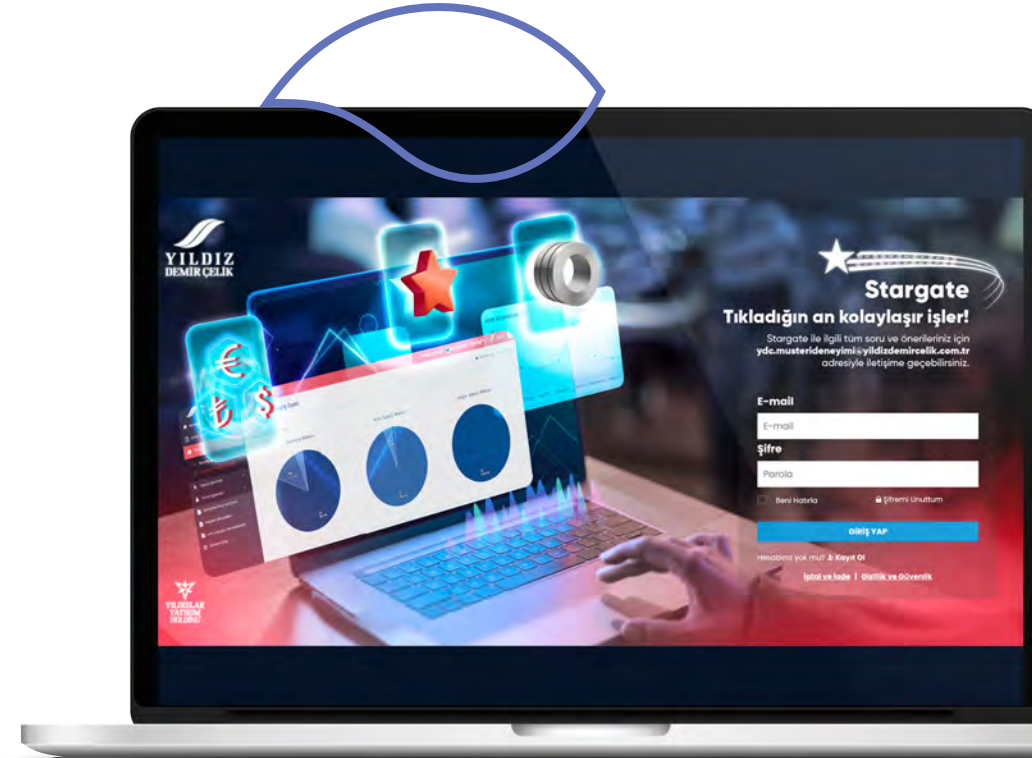 YILDIZ
DEMİR ÇELİK
Stargate
Tıkladığın an kolaylaşır işler!
Stargate ile ilgili tüm soru ve önerileriniz için
ydc.musterideneyimi@yildizdemircelik.com.tr
adresiyle iletişime geçebilirsiniz.
E-mail
E-mail
Şifre
Parola
Beni Hatırla
Şifremi Unuttum
GİRİŞ YAP
Hesabınız yok mu? Kayıt Ol
İptal ve İade | Gizlilik ve Güvenlik
YILDIZLAR
YATIRIM
HOLDİNG